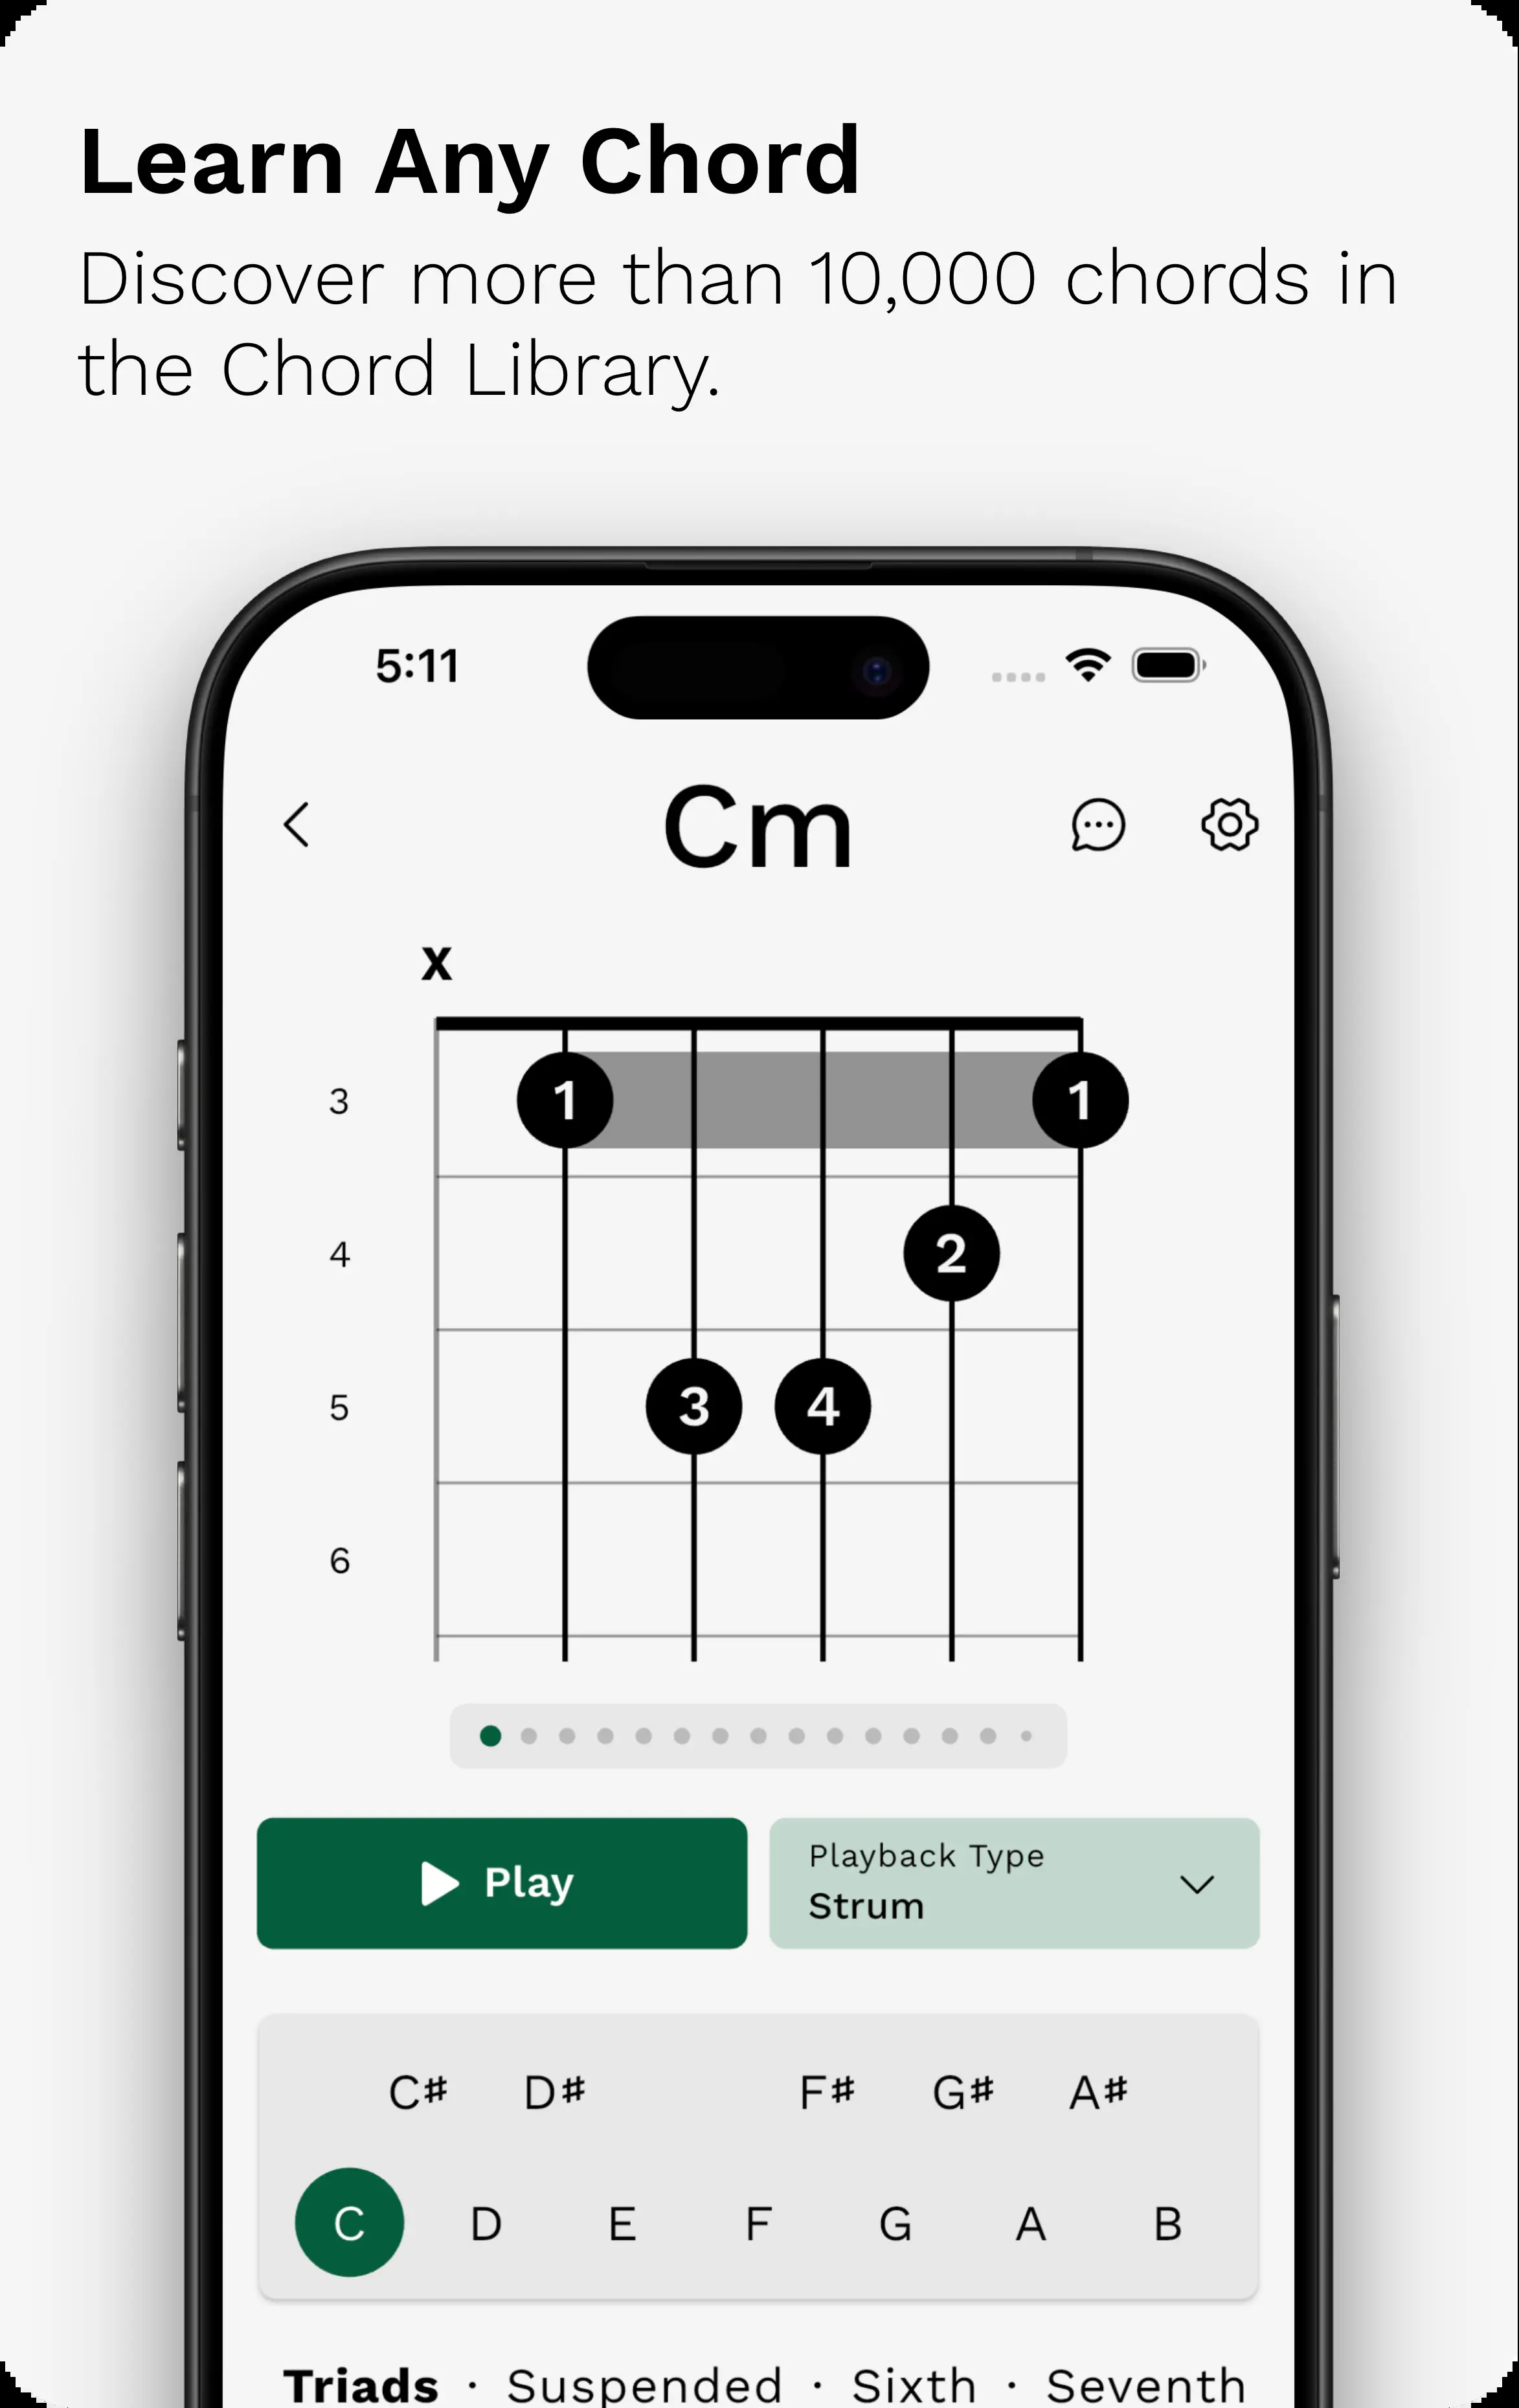 Learn Any Chord
Discover more than 10,000 chords in
the Chord Library.
5:11
Cm
x
3
1
1
4
2
5
3
4
6
Play
Playback Type
Strum
C♯ D♯ F♯ G♯ A♯
C D E F G A B
Triads · Suspended · Sixth · Seventh